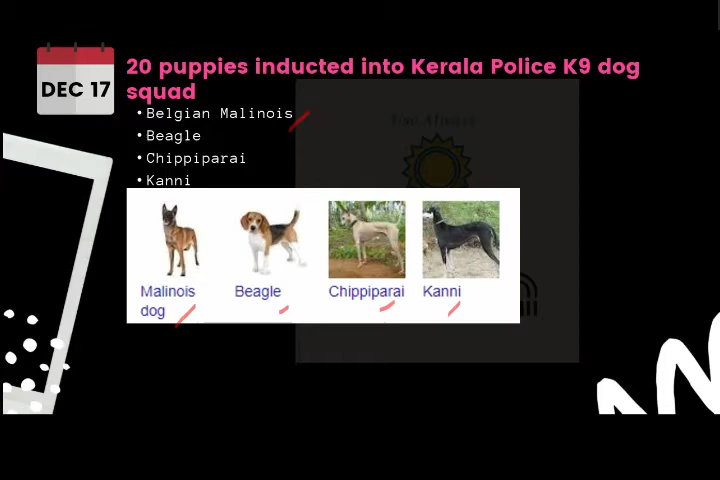 DEC 17
20 puppies inducted into Kerala Police K9 dog
squad
•Belgian Malinois
•Beagle
•Chippiparai
•Kanni
Malinois dog
Beagle
Chippiparai
Kanni